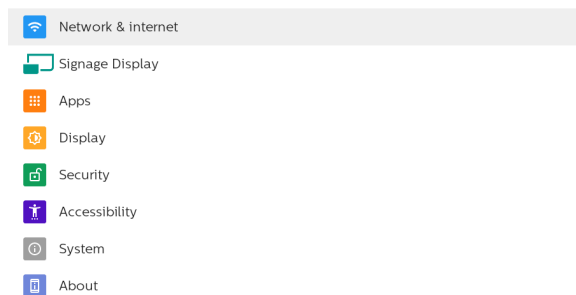 Network & internet
Signage Display
Apps
Display
Security
Accessibility
System
About